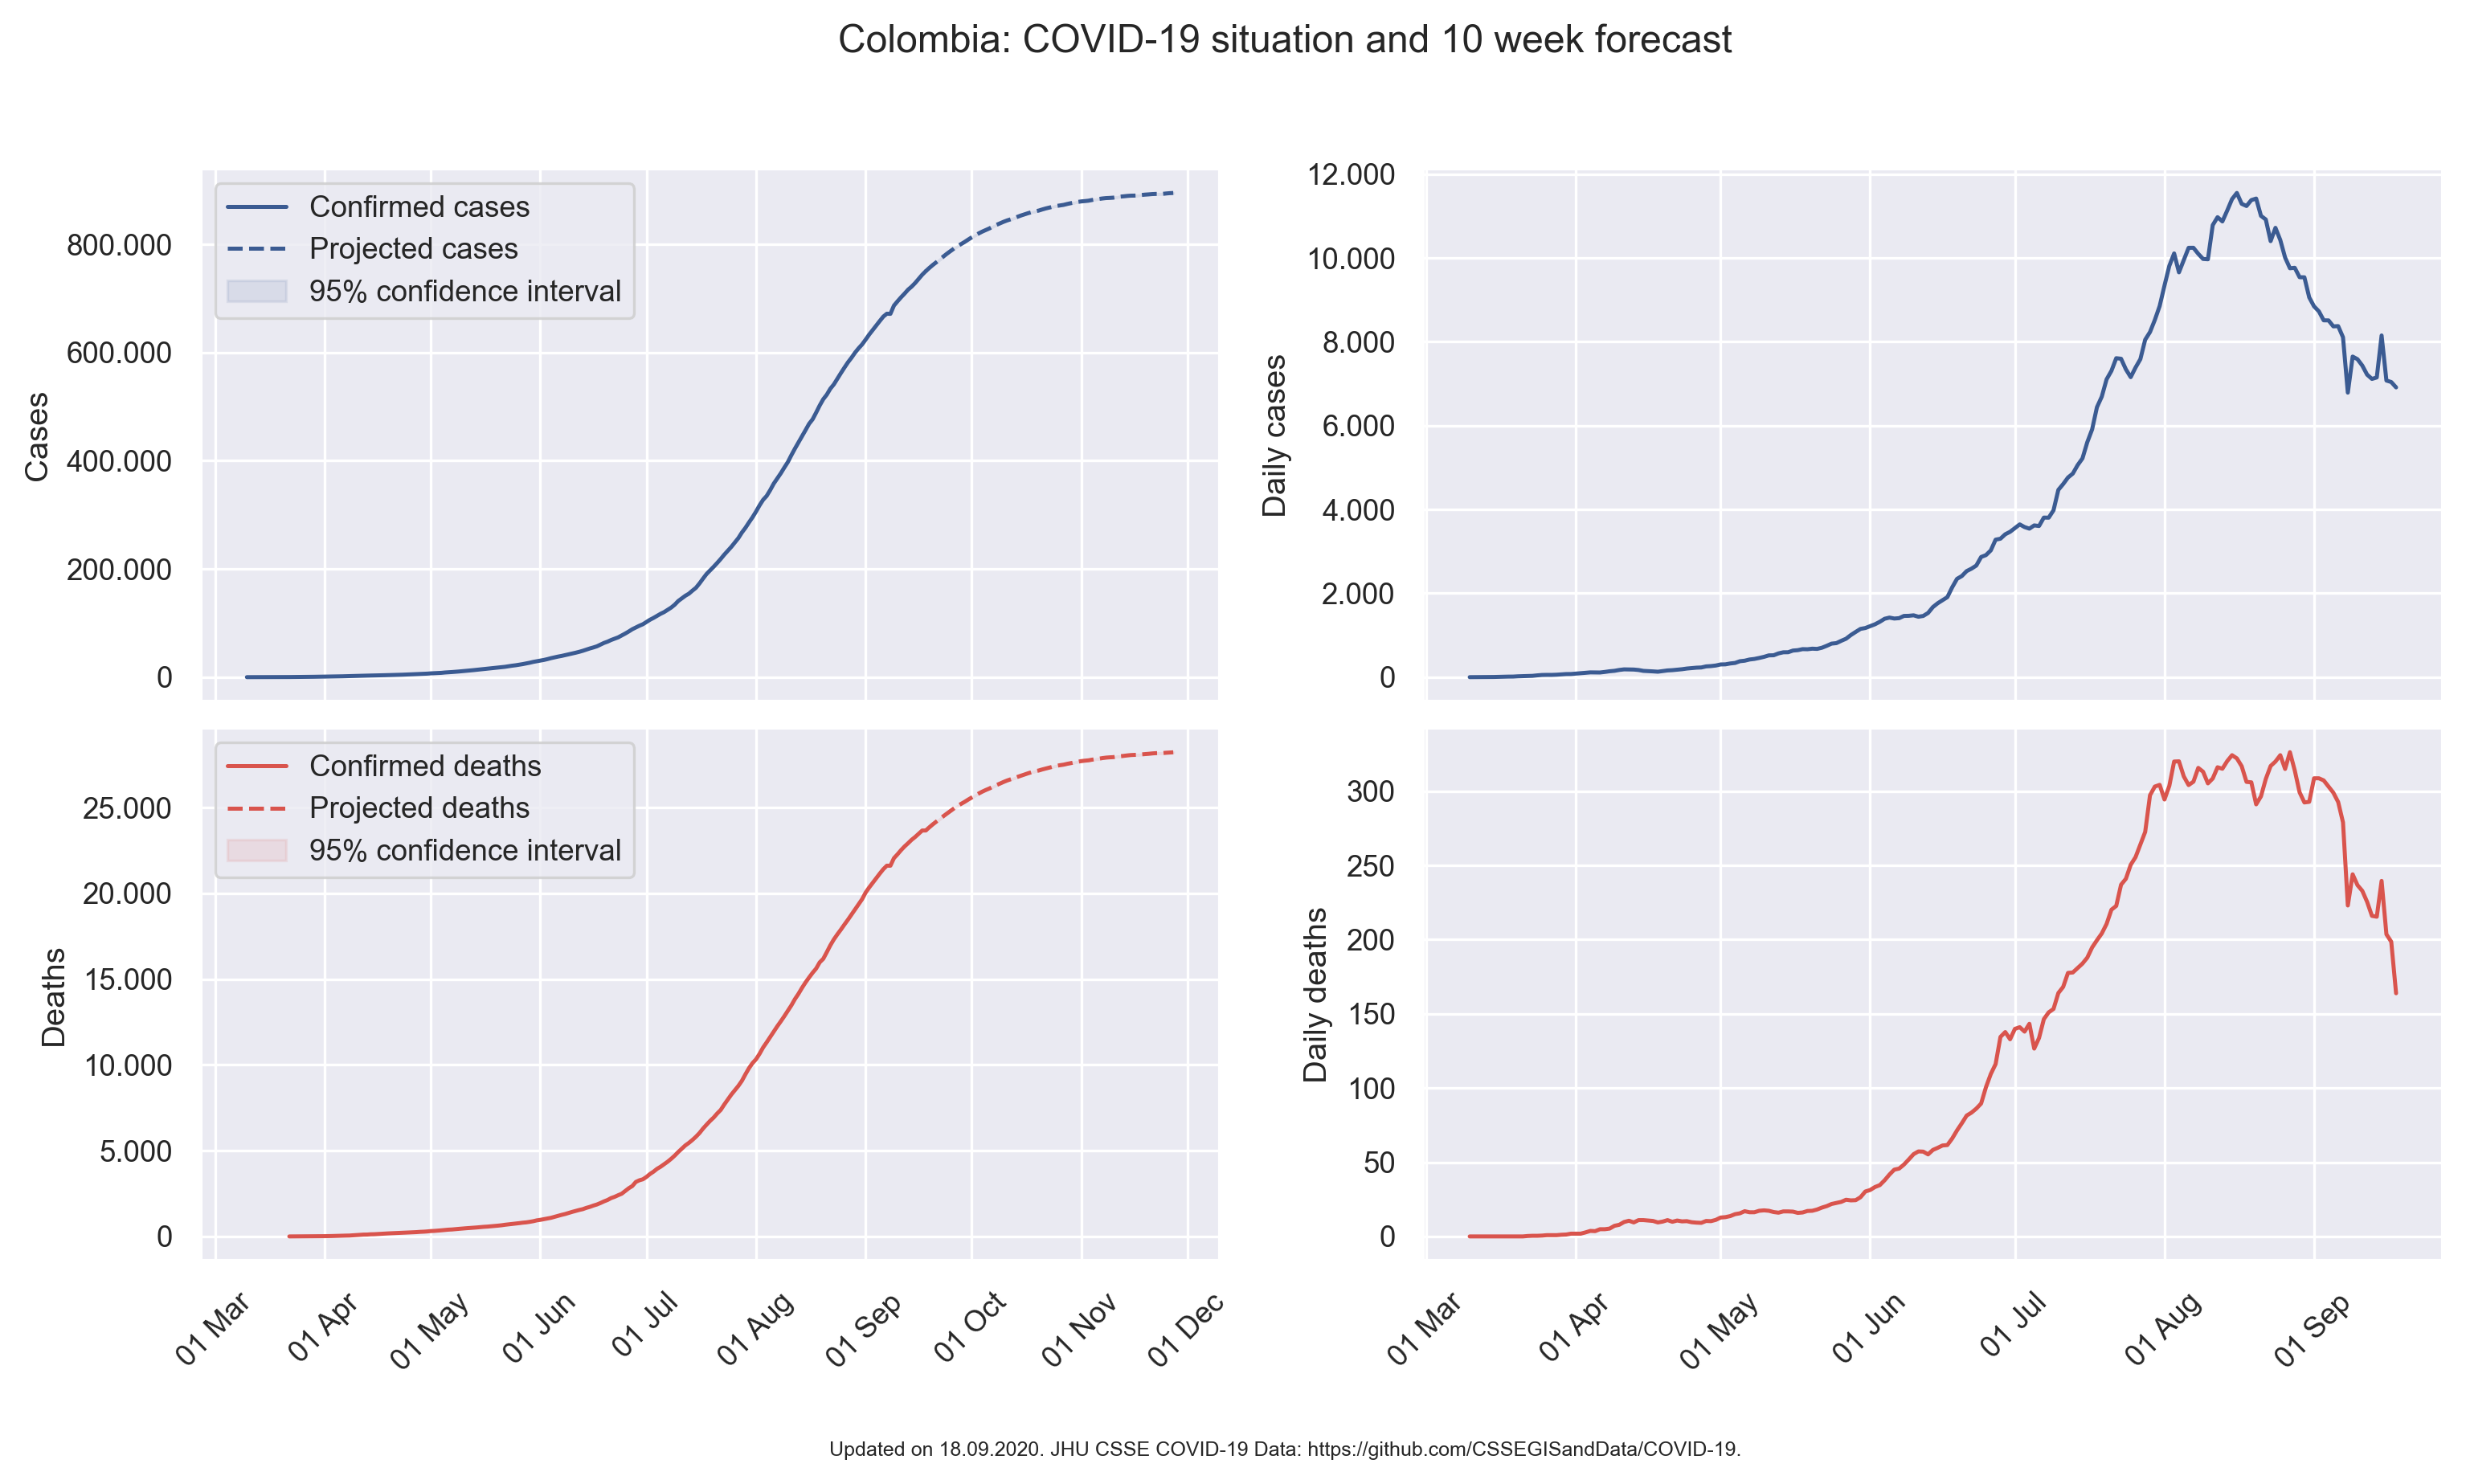 Colombia: COVID-19 situation and 10 week forecast
Confirmed cases
Projected cases
95% confidence interval
800.000
600.000
400.000
200.000
0
Cases
12.000
10.000
8.000
6.000
4.000
2.000
0
Daily cases
Confirmed deaths
Projected deaths
95% confidence interval
25.000
20.000
15.000
10.000
5.000
0
Deaths
01 Mar
01 Apr
01 May
01 Jun
01 Jul
01 Aug
01 Sep
01 Oct
01 Nov
01 Dec
300
250
200
150
100
50
0
Daily deaths
01 Mar
01 Apr
01 May
01 Jun
01 Jul
01 Aug
01 Sep
Updated on 18.09.2020. JHU CSSE COVID-19 Data: https://github.com/CSSEGISandData/COVID-19.